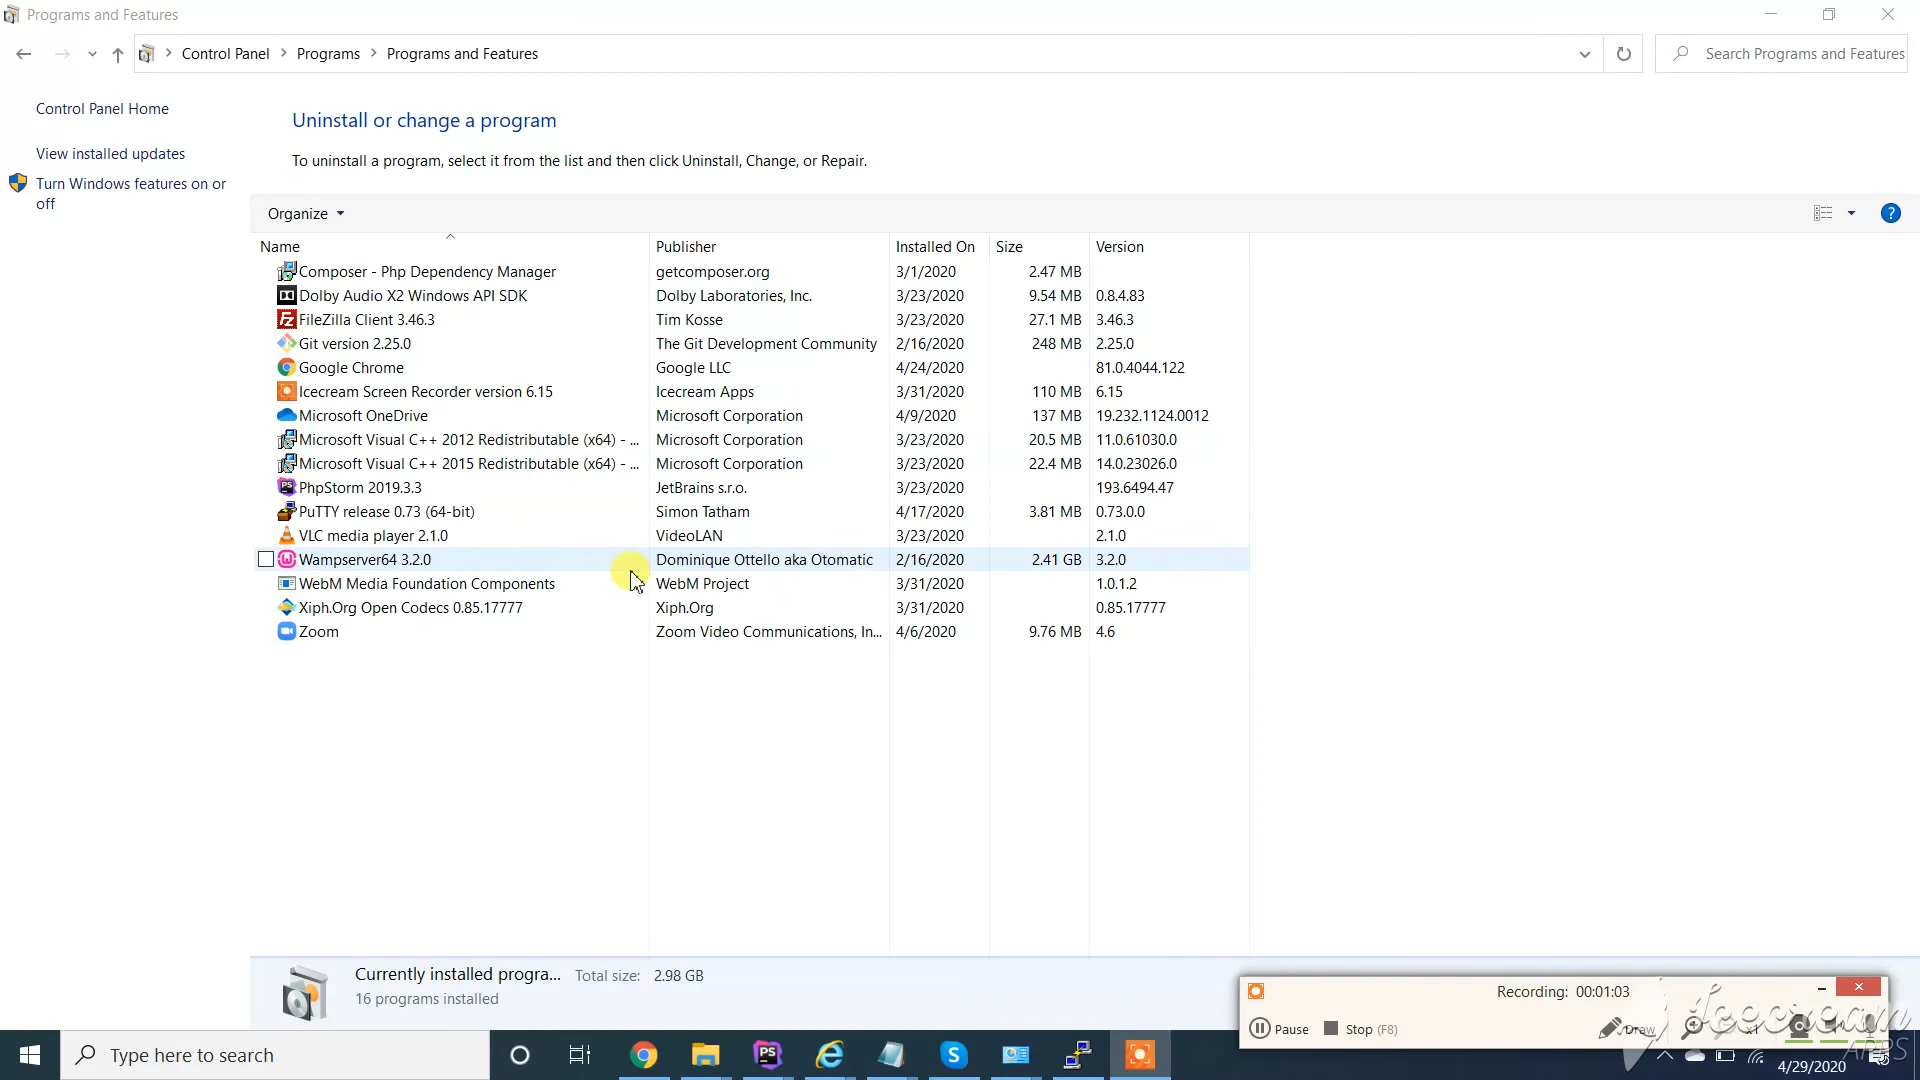 Programs and Features
Control Panel > Programs > Programs and Features
Search Programs and Features
Control Panel Home
View installed updates
Turn Windows features on or
off
Uninstall or change a program
To uninstall a program, select it from the list and then click Uninstall, Change, or Repair.
Organize
Name Publisher Installed On Size Version
Composer - Php Dependency Manager getcomposer.org 3/1/2020 2.47 MB
Dolby Audio X2 Windows API SDK Dolby Laboratories, Inc. 3/23/2020 9.54 MB 0.8.4.83
FileZilla Client 3.46.3 Tim Kosse 3/23/2020 27.1 MB 3.46.3
Git version 2.25.0 The Git Development Community 2/16/2020 248 MB 2.25.0
Google Chrome Google LLC 4/24/2020 81.0.4044.122
Icecream Screen Recorder version 6.15 Icecream Apps 3/31/2020 110 MB 6.15
Microsoft OneDrive Microsoft Corporation 4/9/2020 137 MB 19.232.1124.0012
Microsoft Visual C++ 2012 Redistributable (x64) - ... Microsoft Corporation 3/23/2020 20.5 MB 11.0.61030.0
Microsoft Visual C++ 2015 Redistributable (x64) - ... Microsoft Corporation 3/23/2020 22.4 MB 14.0.23026.0
PhpStorm 2019.3.3 JetBrains s.r.o. 3/23/2020 193.6494.47
PuTTY release 0.73 (64-bit) Simon Tatham 4/17/2020 3.81 MB 0.73.0.0
VLC media player 2.1.0 VideoLAN 3/23/2020 2.1.0
Wampserver64 3.2.0 Dominique Ottello aka Otomatic 2/16/2020 2.41 GB 3.2.0
WebM Media Foundation Components WebM Project 3/31/2020 1.0.1.2
Xiph.Org Open Codecs 0.85.17777 Xiph.Org 3/31/2020 0.85.17777
Zoom Zoom Video Communications, In... 4/6/2020 9.76 MB 4.6
Currently installed progra... Total size: 2.98 GB
16 programs installed
Recording: 00:01:03
Pause Stop (F8) Draw x1
Icecream
APPS
Type here to search
4/29/2020